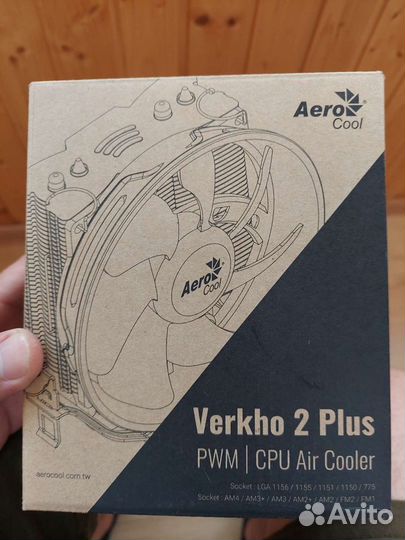 Aero
Cool
Aero
Cool
Verkho 2 Plus
PWM | CPU Air Cooler
Socket : LGA 1156 / 1155 / 1151 / 1150 / 775
Socket : AM4 / AM3+ / AM3 / AM2+ / AM2 / FM2 / FM1
aerocool.com.tw
Avito